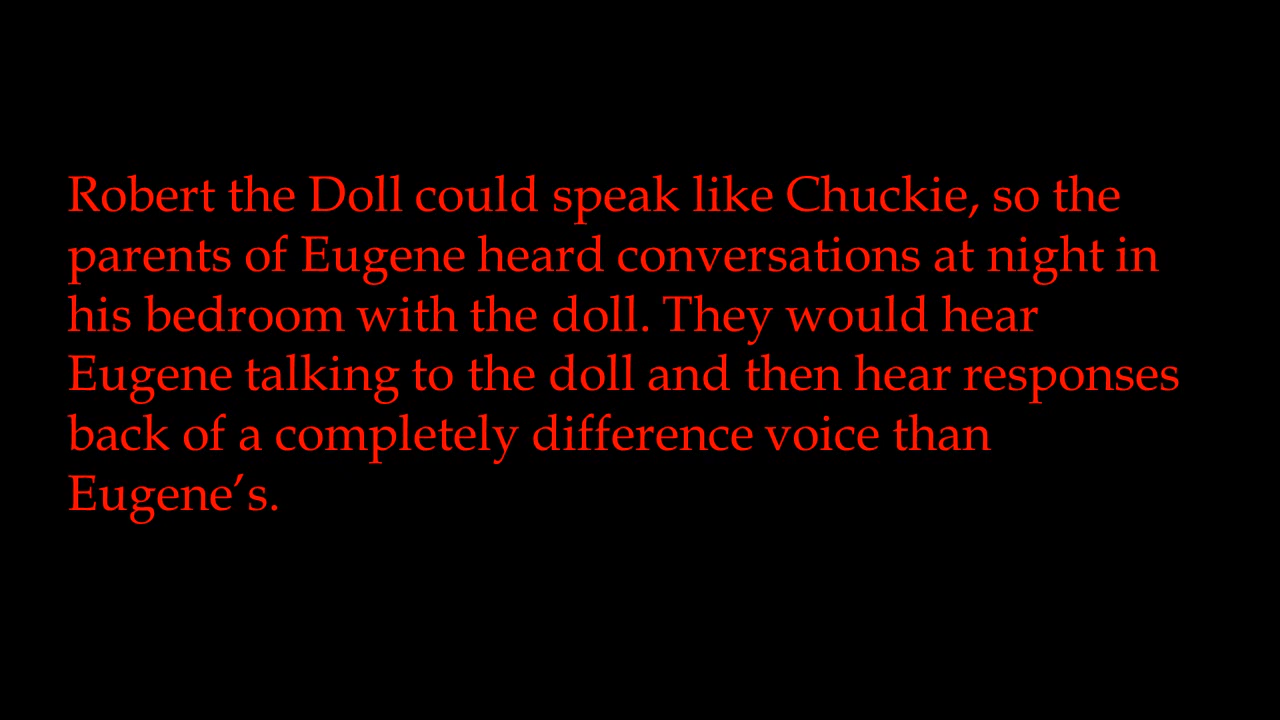 Robert the Doll could speak like Chuckie, so the
parents of Eugene heard conversations at night in
his bedroom with the doll. They would hear
Eugene talking to the doll and then hear responses
back of a completely difference voice than
Eugene’s.